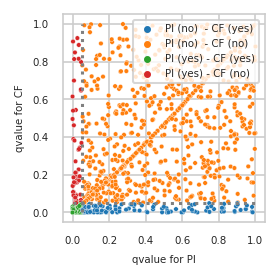 1.0
0.8
0.6
0.4
0.2
0.0
qvalue for CF
PI (no)  - CF (yes)
PI (no)  - CF (no)
PI (yes) - CF (yes)
PI (yes) - CF (no)
0.0 0.2 0.4 0.6 0.8 1.0
qvalue for PI